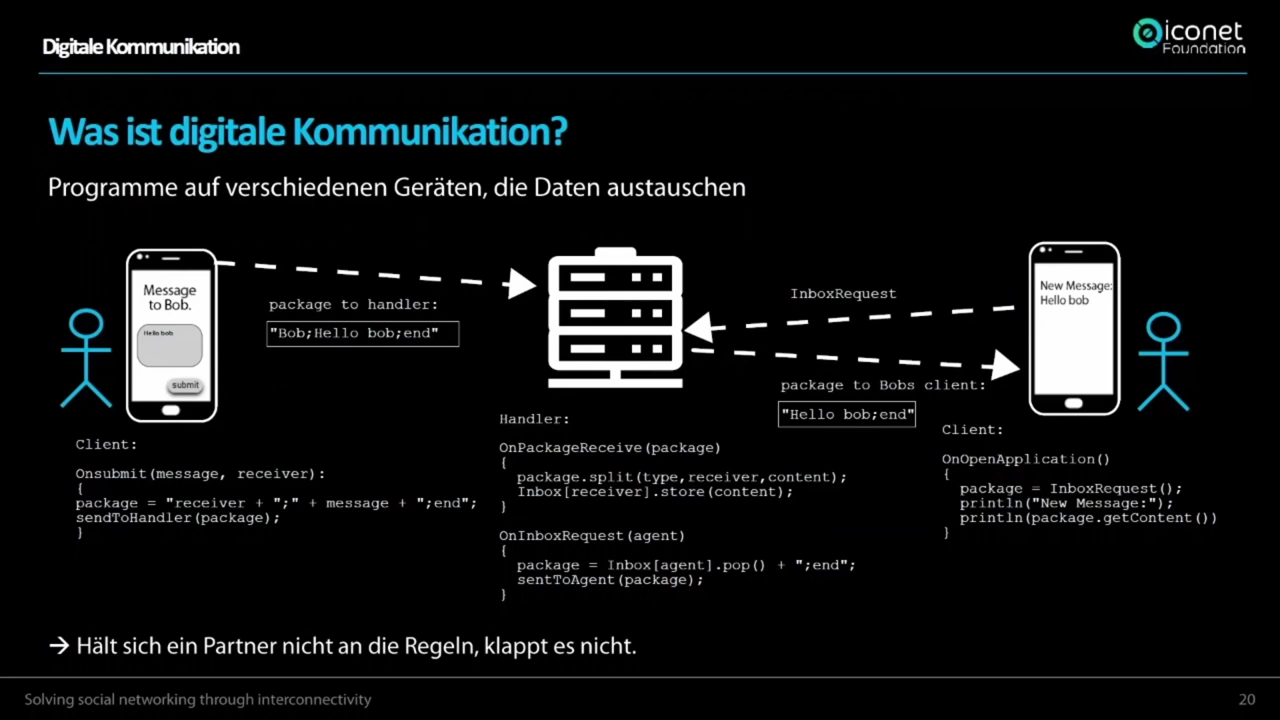 Digitale Kommunikation
iconet
Foundation
Was ist digitale Kommunikation?
Programme auf verschiedenen Geräten, die Daten austauschen
Message
to Bob.
Hello bob
submit
package to handler:
"Bob;Hello bob;end"
InboxRequest
package to Bobs client:
"Hello bob;end"
New Message:
Hello bob
Client:
Onsubmit(message, receiver):
{
package = "receiver + ";" + message + ";end";
sendToHandler(package);
}
Handler:
OnPackageReceive(package)
{
package.split(type,receiver,content);
Inbox[receiver].store(content);
}
OnInboxRequest(agent)
{
package = Inbox[agent].pop() + ";end";
sentToAgent(package);
}
Client:
OnOpenApplication()
{
package = InboxRequest();
println("New Message:");
println(package.getContent())
}
→ Hält sich ein Partner nicht an die Regeln, klappt es nicht.
Solving social networking through interconnectivity
20